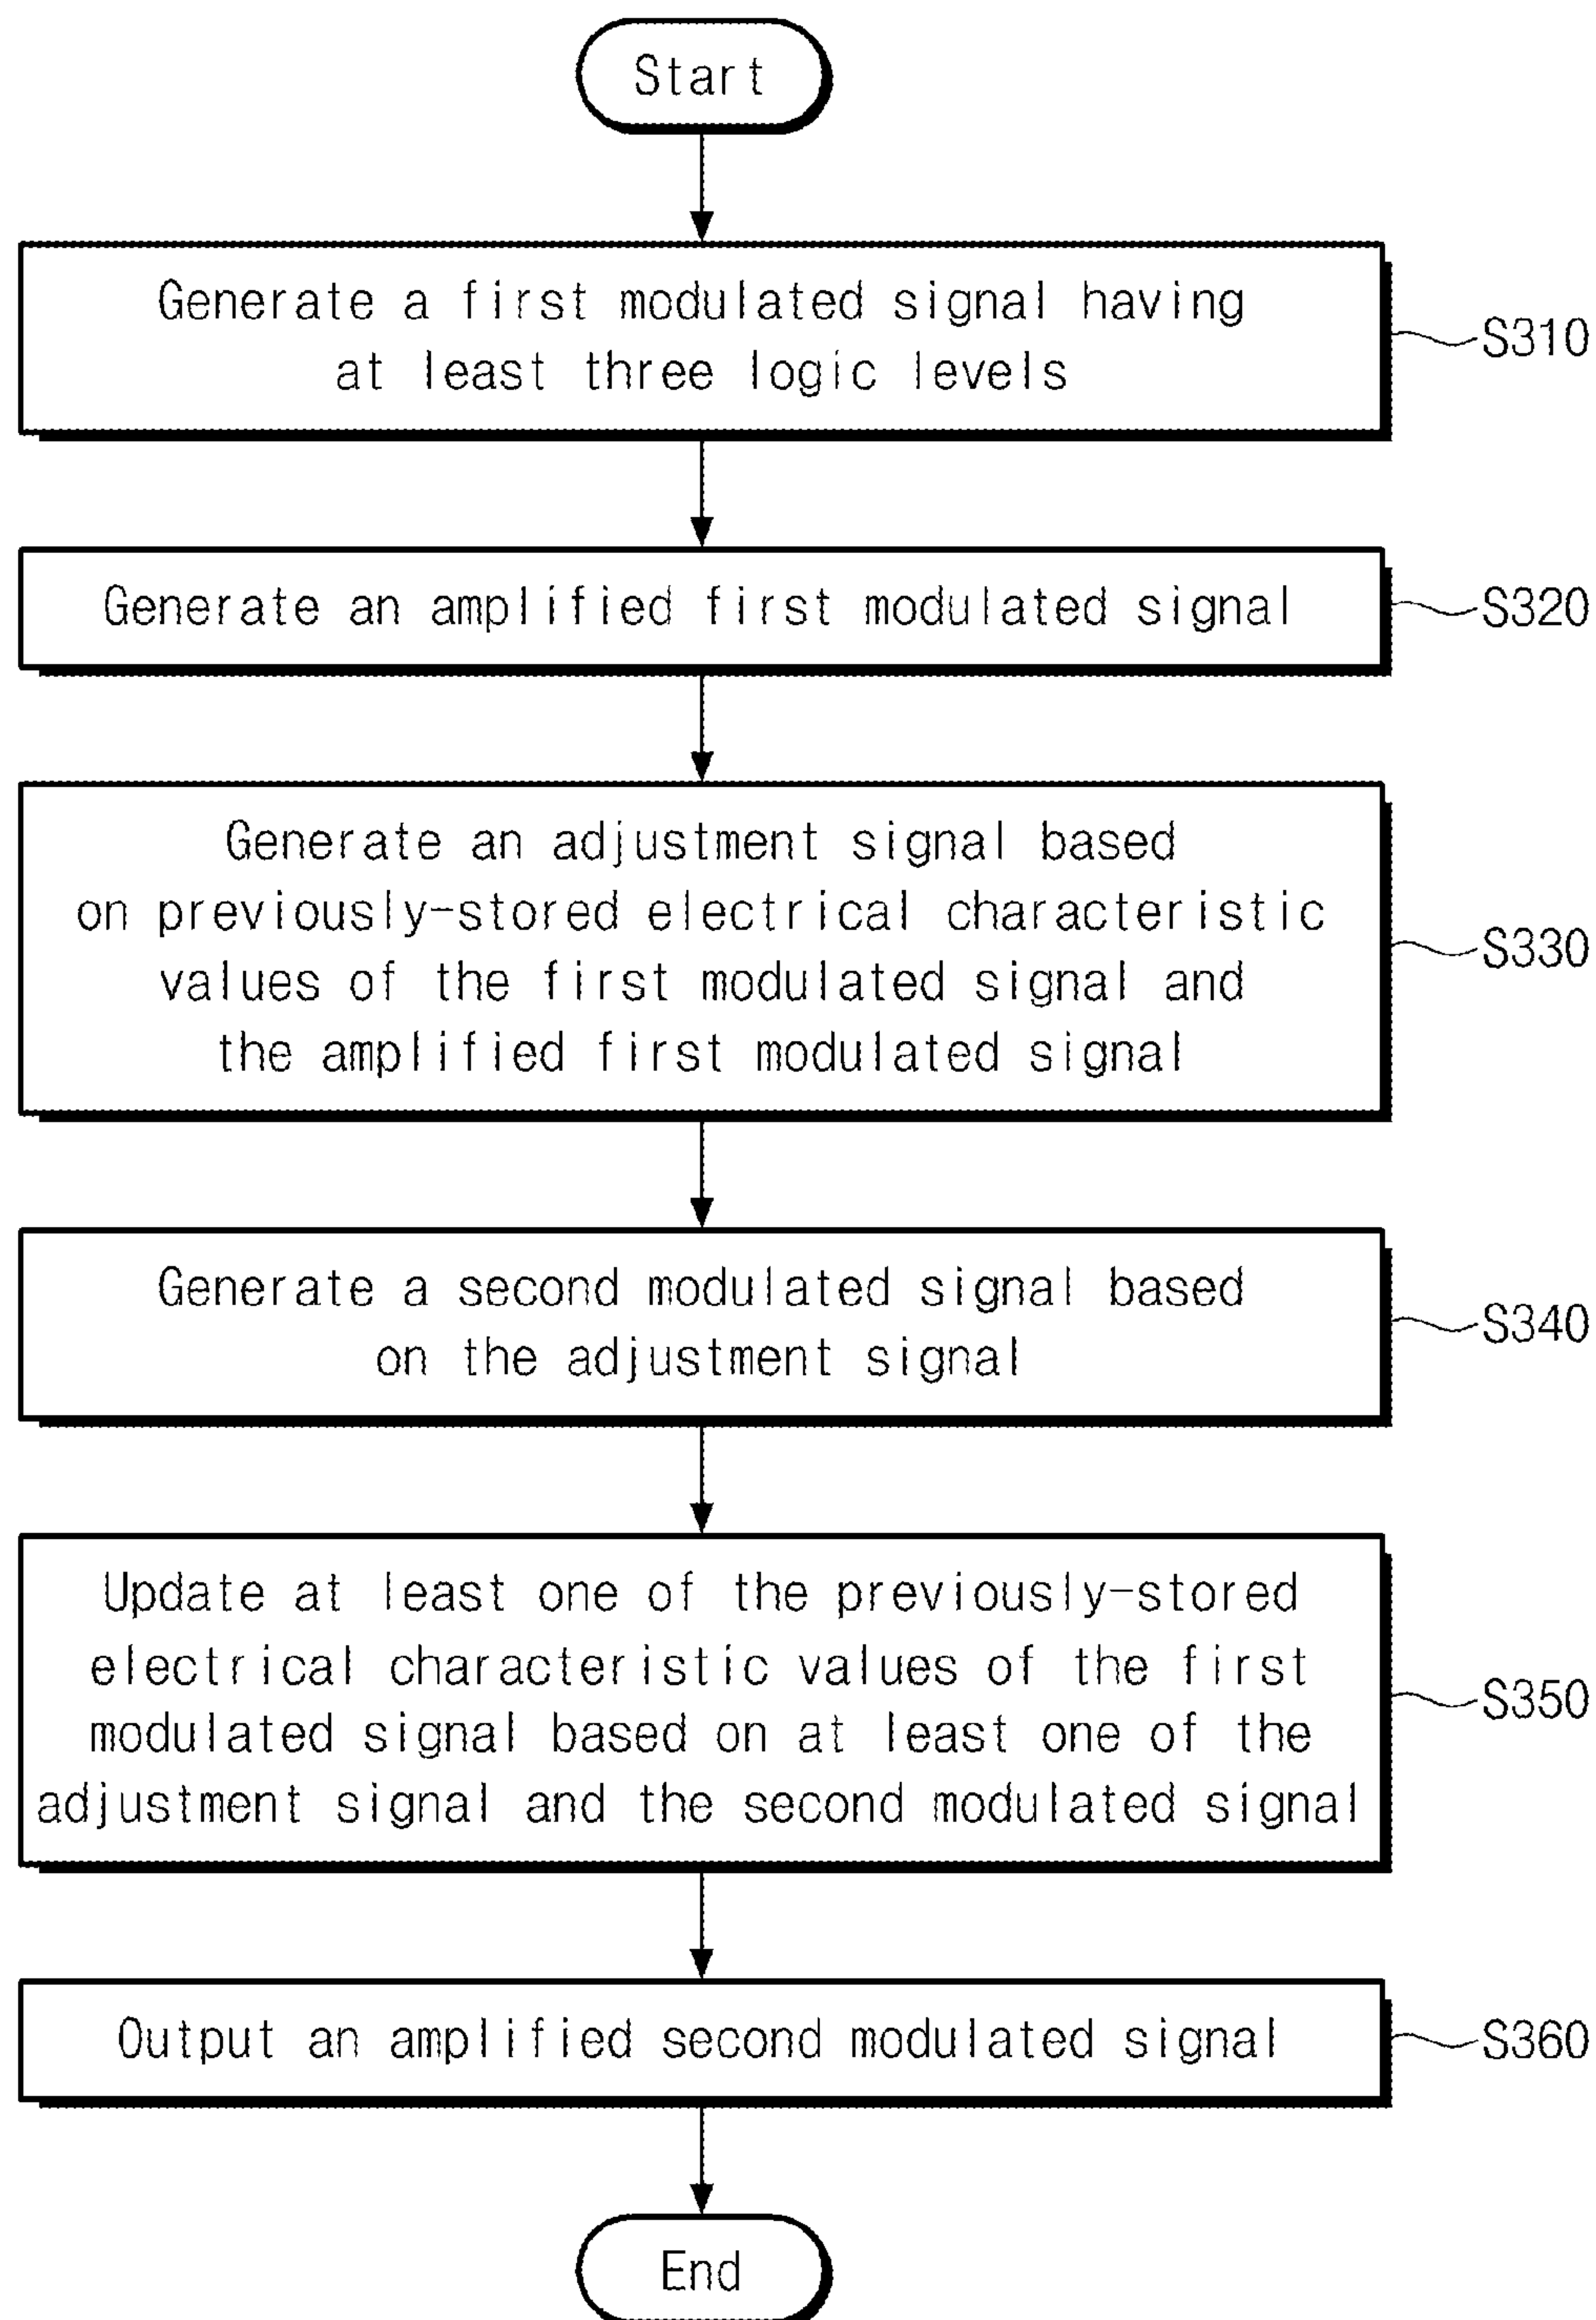 Start
Generate a first modulated signal having
at least three logic levels
S310
Generate an amplified first modulated signal
S320
Generate an adjustment signal based
on previously-stored electrical characteristic
values of the first modulated signal and
the amplified first modulated signal
S330
Generate a second modulated signal based
on the adjustment signal
S340
Update at least one of the previously-stored
electrical characteristic values of the first
modulated signal based on at least one of the
adjustment signal and the second modulated signal
S350
Output an amplified second modulated signal
S360
End